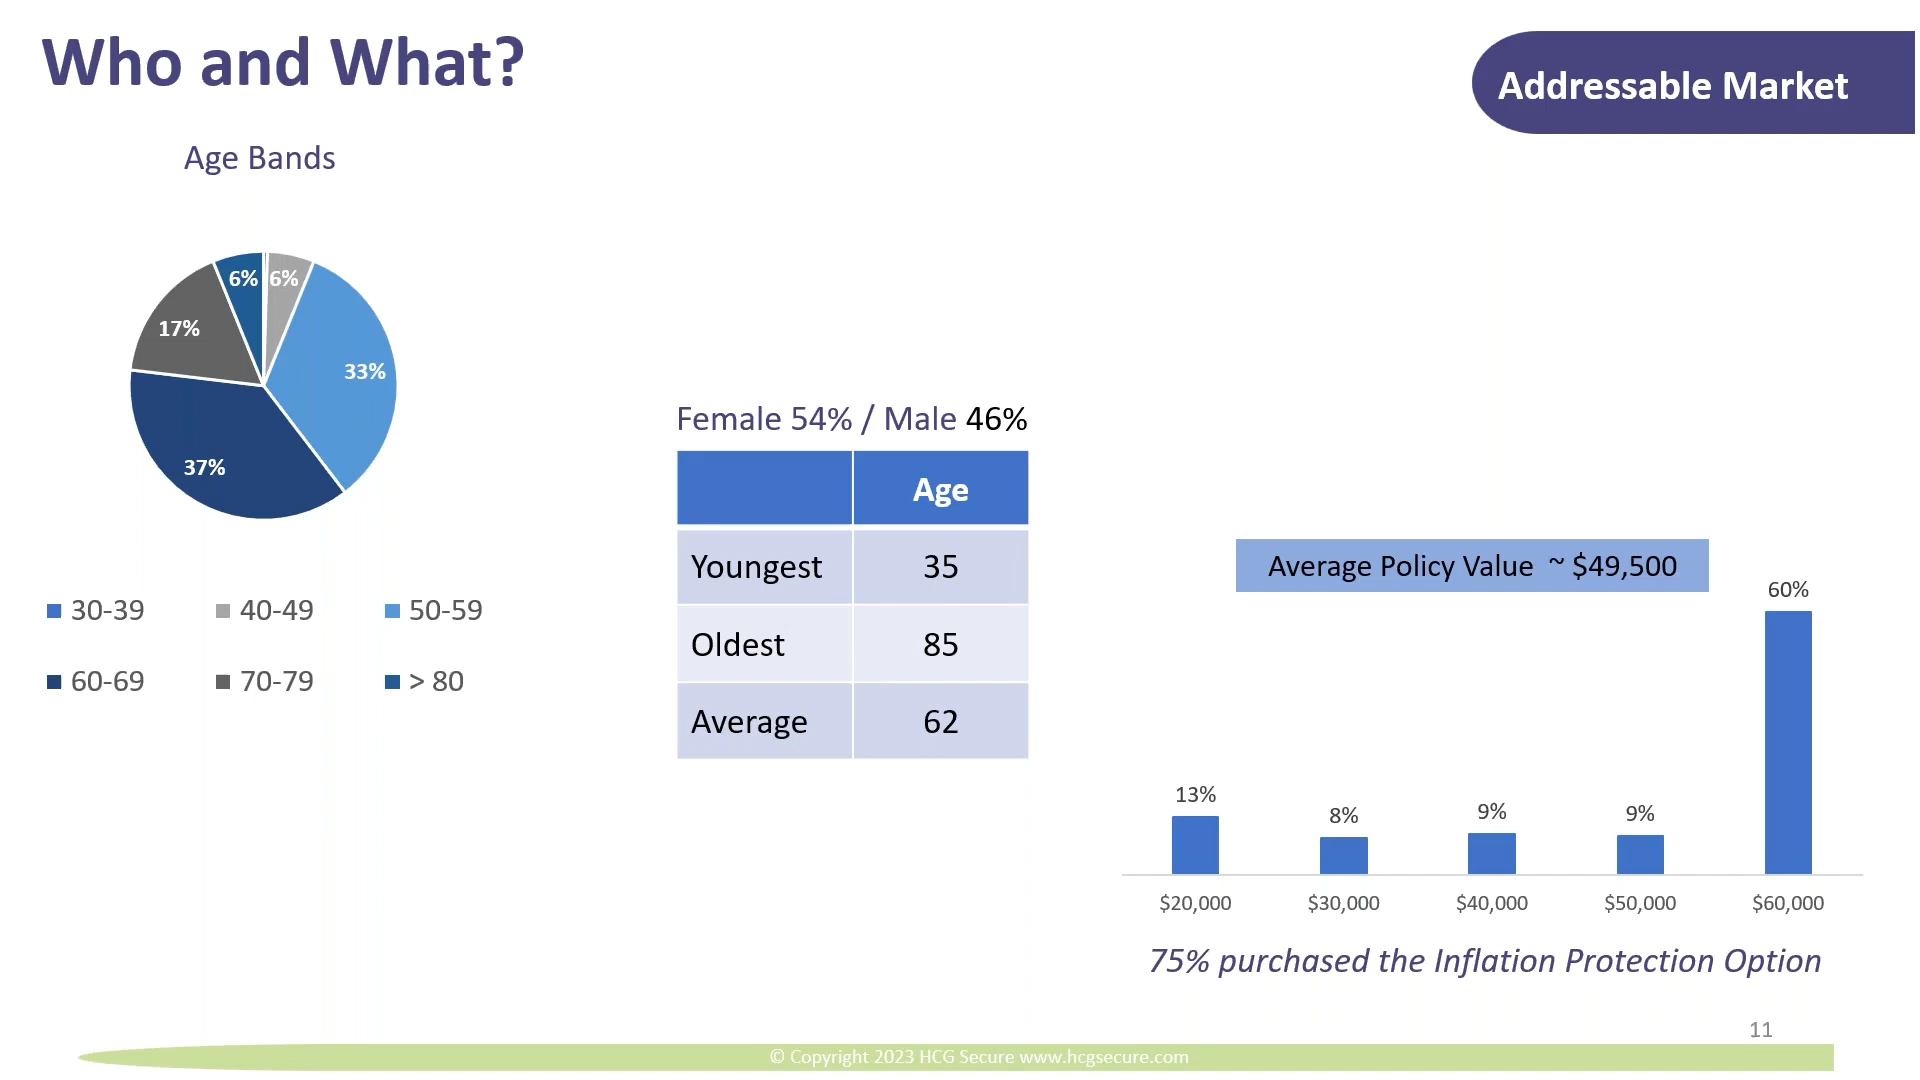 Who and What?
Addressable Market
Age Bands
6%
6%
17%
33%
37%
30-39
40-49
50-59
60-69
70-79
> 80
Female 54% / Male 46%
Age
Youngest 35
Oldest 85
Average 62
Average Policy Value ~ $49,500
60%
13%
8%
9%
9%
$20,000
$30,000
$40,000
$50,000
$60,000
75% purchased the Inflation Protection Option
11
© Copyright 2023 HCG Secure www.hcgsecure.com